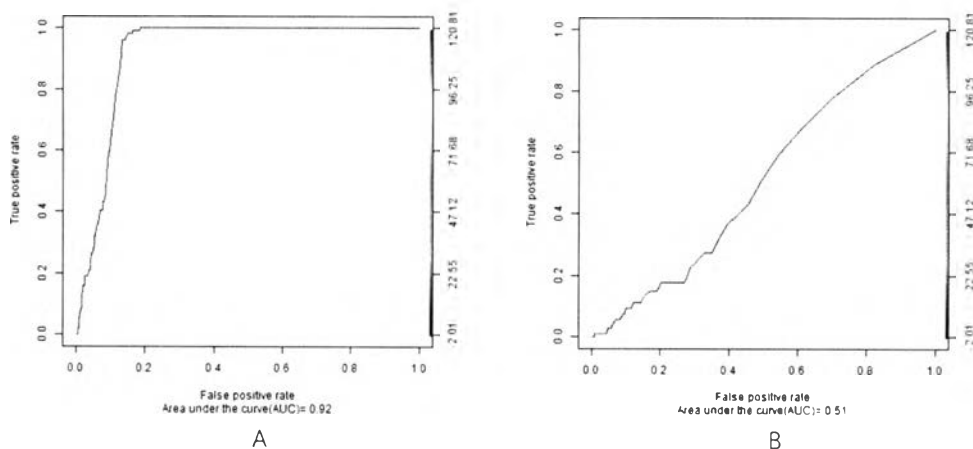 True positive rate
1.0
0.8
0.6
0.4
0.2
0.0
120.81
96.25
71.68
47.12
22.55
-2.01
0.0 0.2 0.4 0.6 0.8 1.0
False positive rate
Area under the curve(AUC)= 0.92
A
True positive rate
1.0
0.8
0.6
0.4
0.2
0.0
120.81
96.25
71.68
47.12
22.55
-2.01
0.0 0.2 0.4 0.6 0.8 1.0
False positive rate
Area under the curve(AUC)= 0.51
B